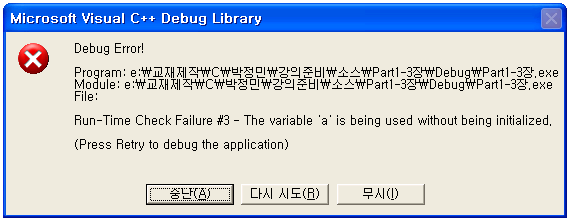 Microsoft Visual C++ Debug Library
Debug Error!
Program: e:\교재제작\C\박정민\강의준비\소스\Part1-3장\Debug\Part1-3장.exe
Module: e:\교재제작\C\박정민\강의준비\소스\Part1-3장\Debug\Part1-3장.exe
File:
Run-Time Check Failure #3 - The variable 'a' is being used without being initialized.
(Press Retry to debug the application)
중단(A) 다시 시도(R) 무시(I)